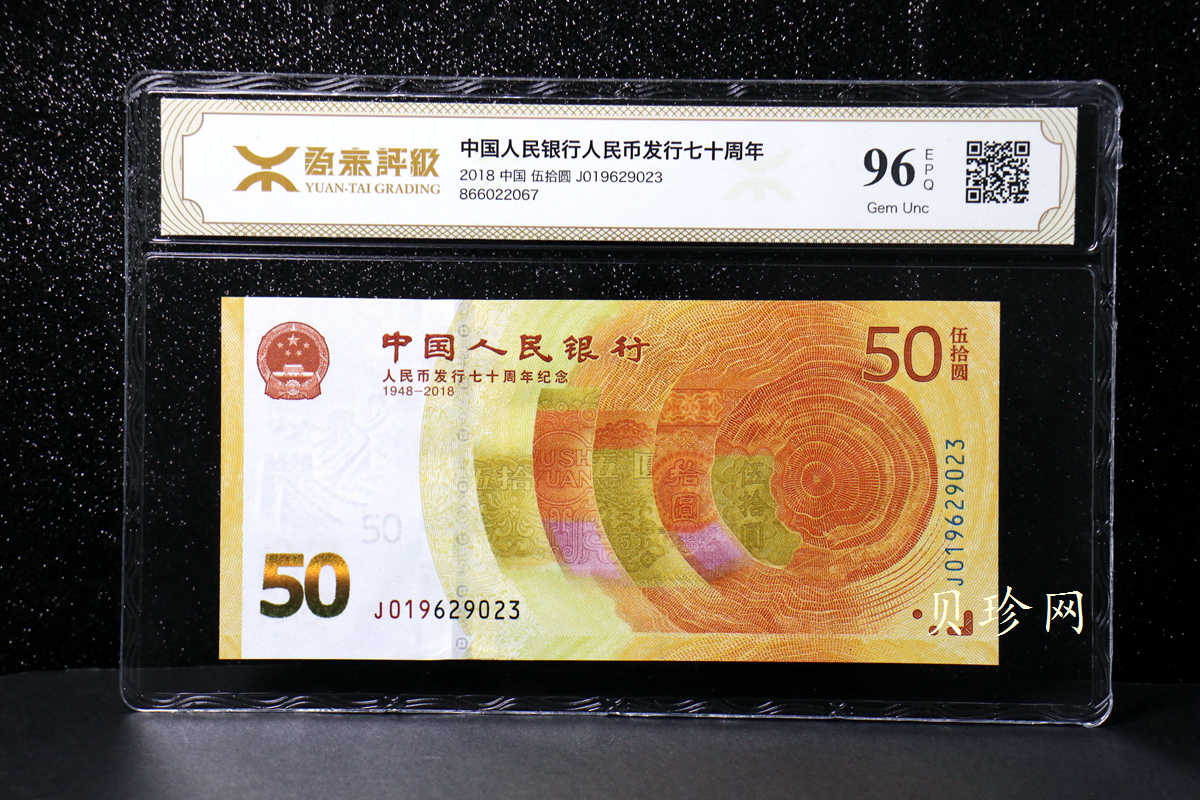 源泰評級
YUAN-TAI GRADING
中国人民银行人民币发行七十周年
2018 中国 伍拾圆 J019629023
866022067
96
EPQ
Gem Unc
中国人民银行
人民币发行七十周年纪念
1948-2018
50
伍拾圆
伍拾
USH
YUAN
伍
圆
拾圓
伍拾圆
J019629023
50
50
J019629023
贝珍网